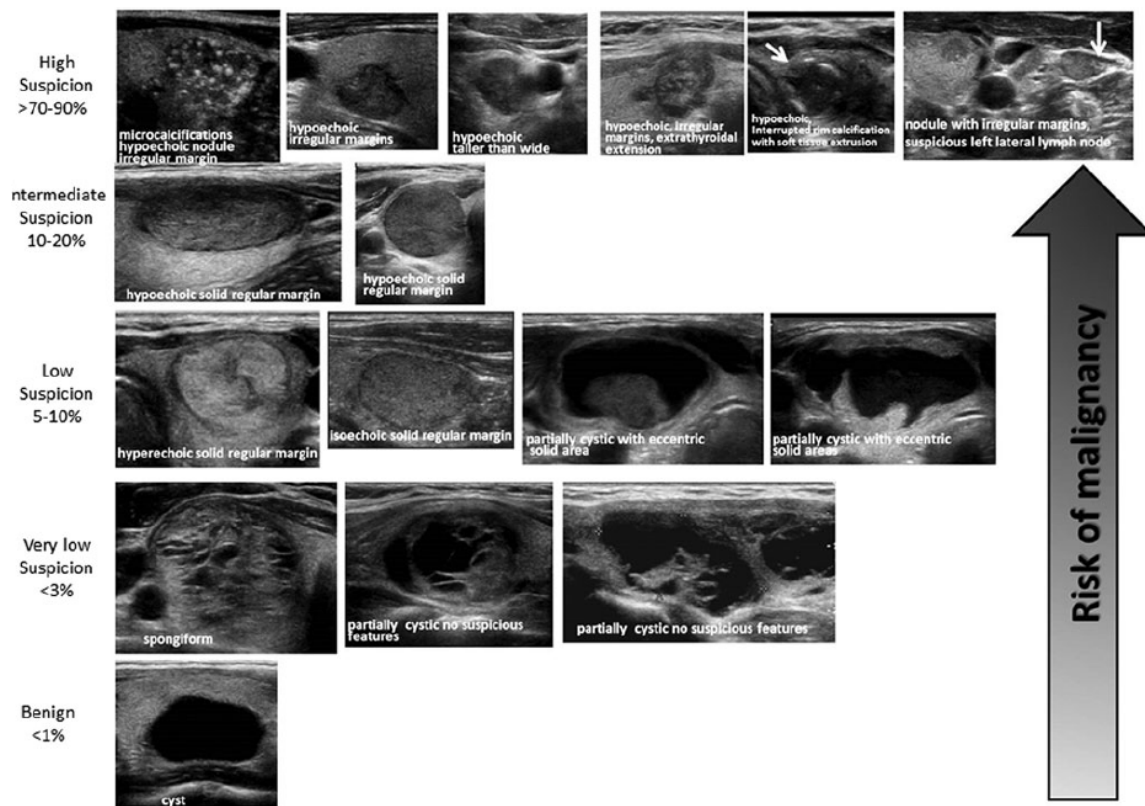 High
Suspicion
>70-90%
microcalcifications
hypoechoic nodule
irregular margin
hypoechoic
irregular margins
hypoechoic
taller than wide
hypoechoic, irregular
margins, extrathyroidal
extension
hypoechoic,
Interrupted rim calcification
with soft tissue extrusion
nodule with irregular margins,
suspicious left lateral lymph node
ntermediate
Suspicion
10-20%
hypoechoic solid regular margin
hypoechoic solid
regular margin
Low
Suspicion
5-10%
hyperechoic solid regular margin
isoechoic solid regular margin
partially cystic with eccentric
solid area
partially cystic with eccentric
solid areas
Very low
Suspicion
<3%
spongiform
partially cystic no suspicious
features
partially cystic no suspicious features
Benign
<1%
cyst
Risk of malignancy